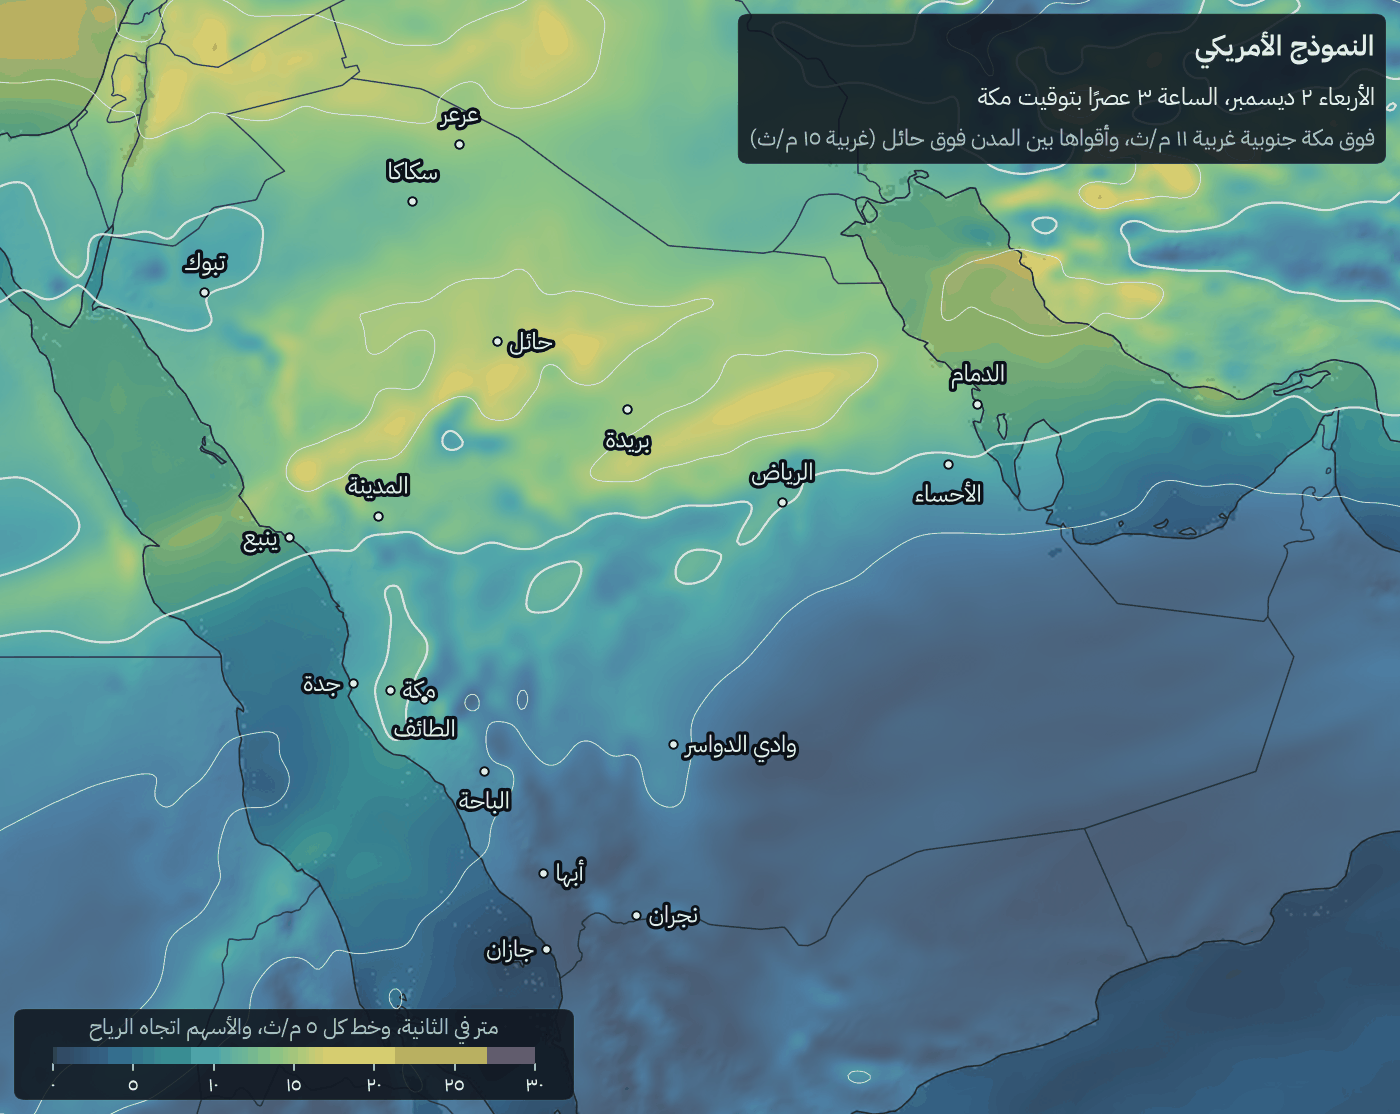 النموذج الأمريكي
الأربعاء ٢ ديسمبر، الساعة ٣ عصرًا بتوقيت مكة
فوق مكة جنوبية غربية ١١ م/ث، وأقواها بين المدن فوق حائل (غربية ١٥ م/ث)
عرعر
سكاكا
تبوك
حائل
الدمام
بريدة
الرياض
الأحساء
المدينة
ينبع
جدة
مكة
الطائف
وادي الدواسر
الباحة
أبها
نجران
جازان
متر في الثانية، وخط كل ٥ م/ث، والأسهم اتجاه الرياح
٠ ٥ ١٠ ١٥ ٢٠ ٢٥ ٣٠